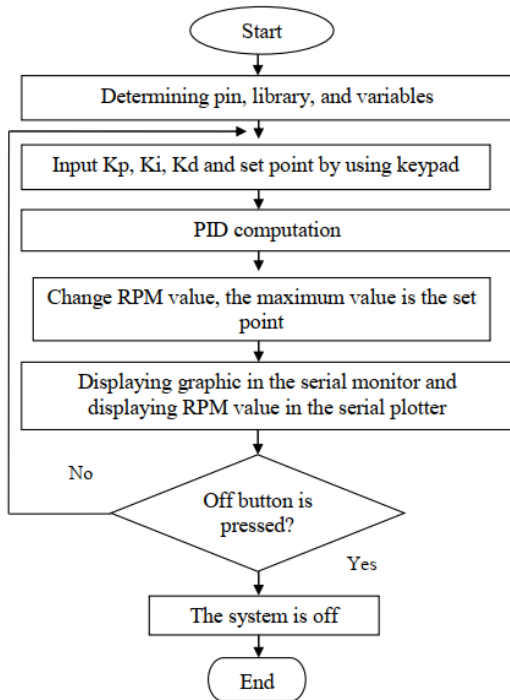 Start
Determining pin, library, and variables
Input Kp, Ki, Kd and set point by using keypad
PID computation
Change RPM value, the maximum value is the set
point
Displaying graphic in the serial monitor and
displaying RPM value in the serial plotter
No
Off button is
pressed?
Yes
The system is off
End